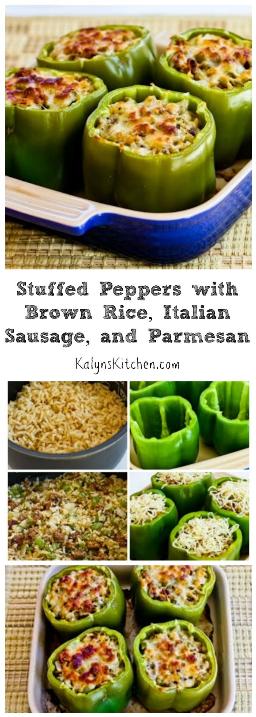 Stuffed Peppers with
Brown Rice, Italian
Sausage, and Parmesan
KalynsKitchen.com